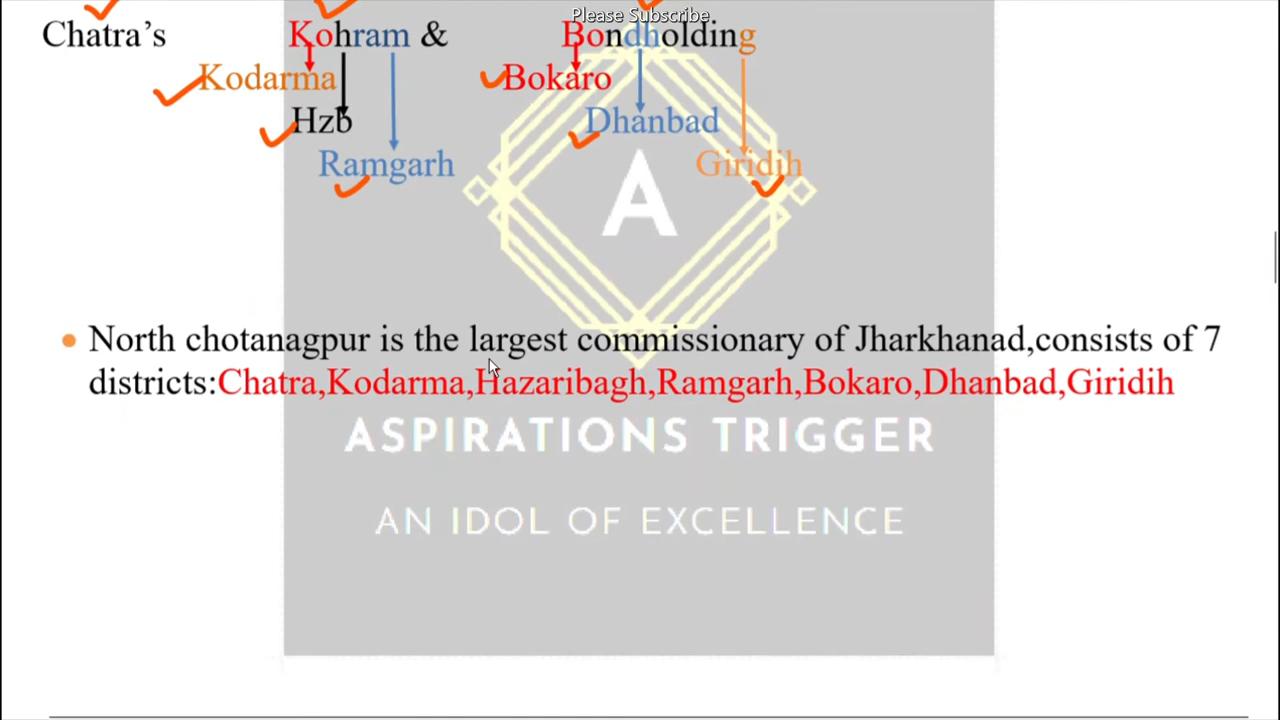 Please Subscribe
Chatra's Kohram & Bondholding
Kodarma Bokaro
Hzb Dhanbad
Ramgarh Giridih
A
North chotanagpur is the largest commissionary of Jharkhanad,consists of 7
districts:Chatra,Kodarma,Hazaribagh,Ramgarh,Bokaro,Dhanbad,Giridih
ASPIRATIONS TRIGGER
AN IDOL OF EXCELLENCE